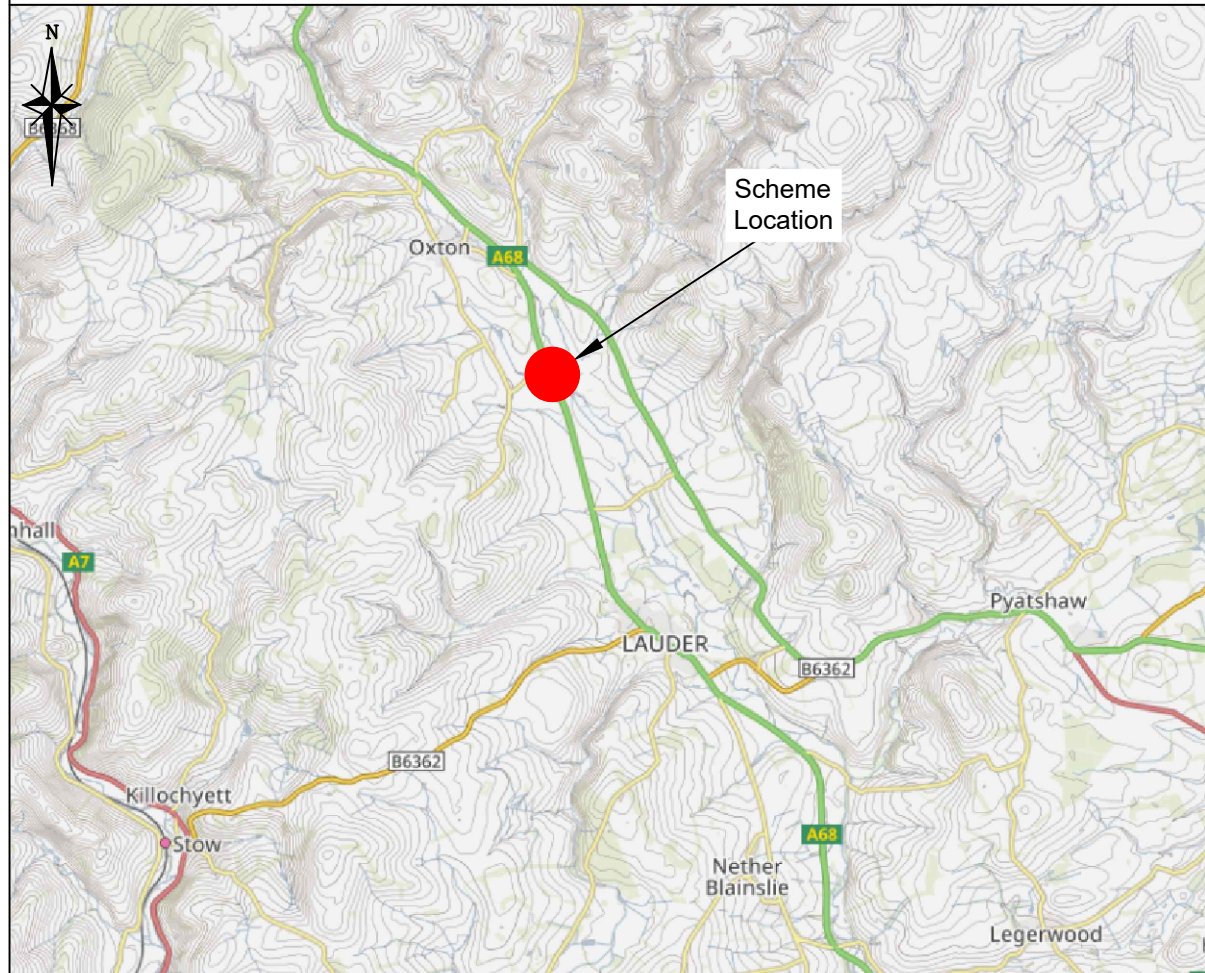 N
Scheme
Location
Oxton
A68
A7
Pyatshaw
LAUDER
B6362
B6362
Killochyett
Stow
A68
Nether
Blainslie
Legerwood